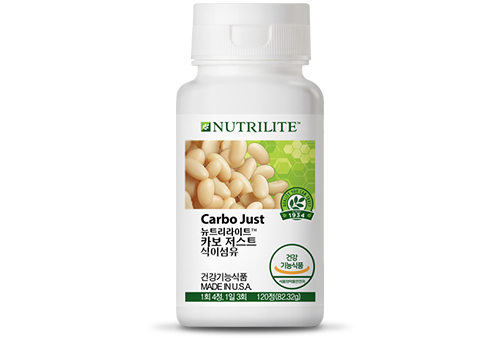 NUTRILITE™
Carbo Just
뉴트리라이트™
카보 저스트
식이섬유
1934
건강
기능식품
건강기능식품
MADE IN U.S.A.
1회 4정, 1일 3회 120정(82.32g)